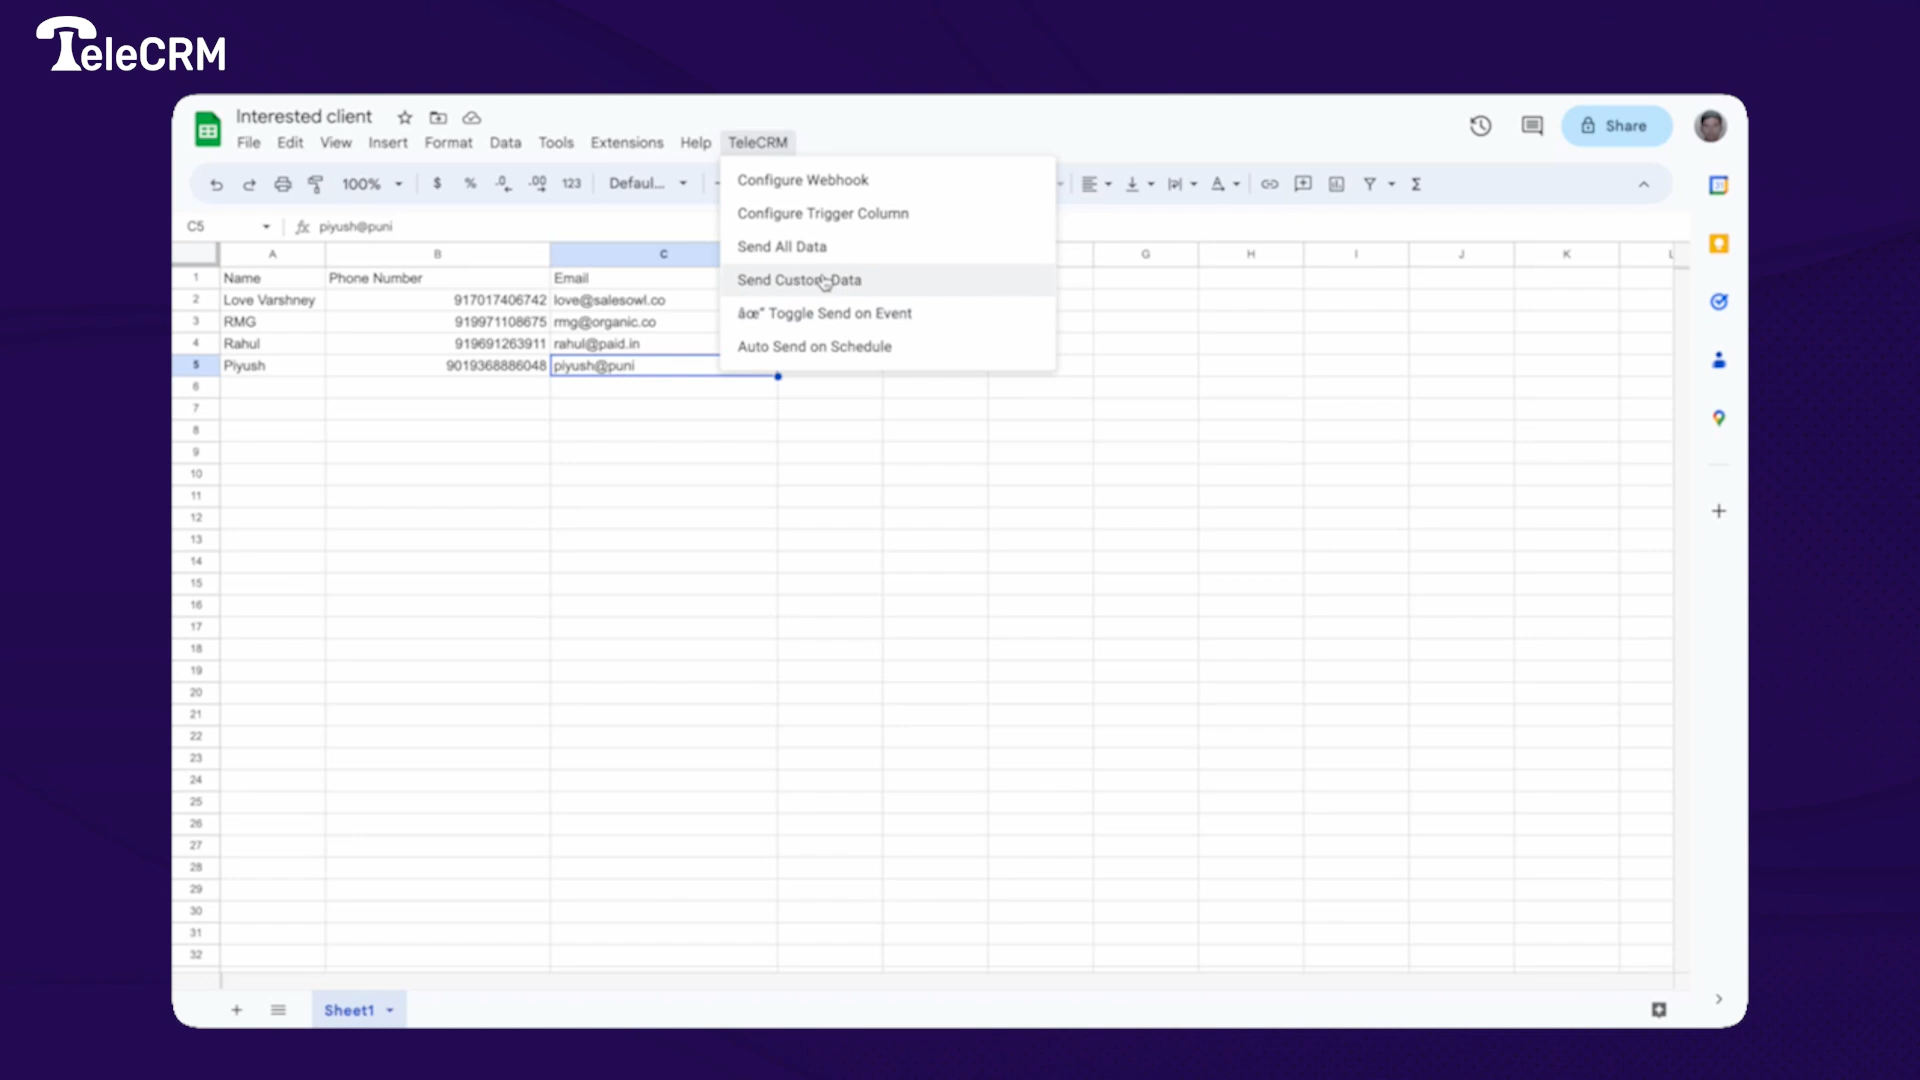 TeleCRM
Interested client
File Edit View Insert Format Data Tools Extensions Help TeleCRM
Share
100% $ % .0 .00 123 Defaul...
Configure Webhook
Configure Trigger Column
Send All Data
Send Custom Data
âœ" Toggle Send on Event
Auto Send on Schedule
C5 fx piyush@puni
A B C G H I J K L
1 Name Phone Number Email
2 Love Varshney 917017406742 love@salesowl.co
3 RMG 919971108675 rmg@organic.co
4 Rahul 919691263911 rahul@paid.in
5 Piyush 9019368886048 piyush@puni
6
7
8
9
10
11
12
13
14
15
16
17
18
19
20
21
22
23
24
25
26
27
28
29
30
31
32
Sheet1